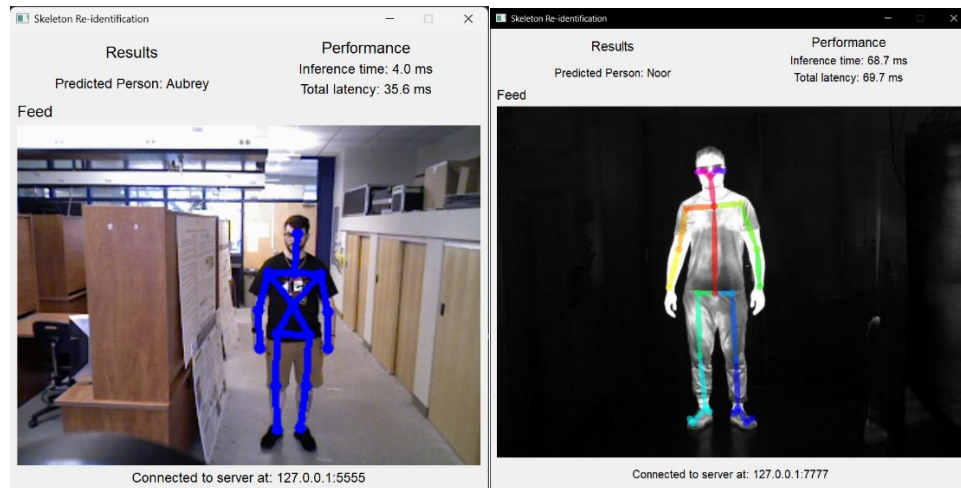 Skeleton Re-identification
Results
Performance
Inference time: 4.0 ms
Predicted Person: Aubrey
Total latency: 35.6 ms
Feed
Connected to server at: 127.0.0.1:5555
Skeleton Re-identification
Results
Performance
Inference time: 68.7 ms
Predicted Person: Noor
Total latency: 69.7 ms
Feed
Connected to server at: 127.0.0.1:7777